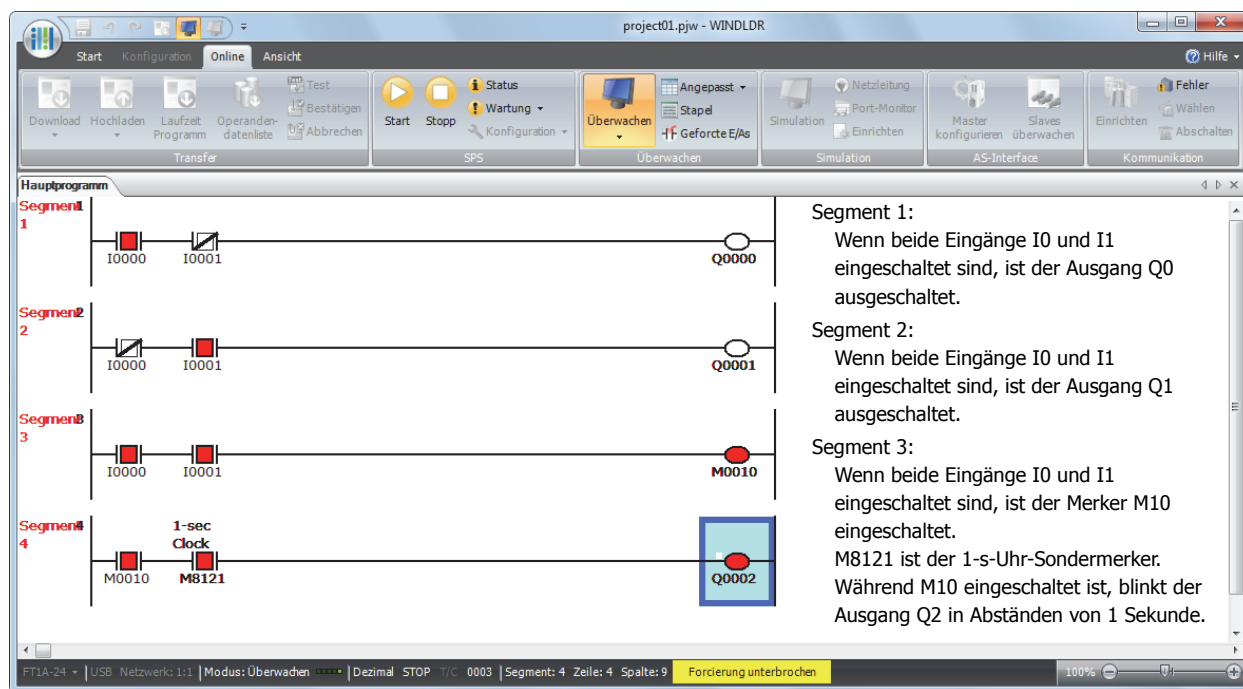 project01.pjw - WINDLDR
Start Konfiguration Online Ansicht
Hilfe
Download Hochladen Laufzeit Programm Operanden-datenliste Test Bestätigen Abbrechen
Transfer
Start Stopp Status Wartung Konfiguration
SPS
Überwachen Angepasst Stapel Geforcte E/As
Überwachen
Simulation Netzleitung Port-Monitor Einrichten
Simulation
Master konfigurieren Slaves überwachen
AS-Interface
Einrichten Fehler Wählen Abschalten
Kommunikation
Hauptprogramm
Segment 1
1
I0000 I0001 Q0000
Segment 2
2
I0000 I0001 Q0001
Segment 3
3
I0000 I0001 M0010
Segment 4
4
1-sec
Clock
M0010 M8121 Q0002
Segment 1:
Wenn beide Eingänge I0 und I1
eingeschaltet sind, ist der Ausgang Q0
ausgeschaltet.
Segment 2:
Wenn beide Eingänge I0 und I1
eingeschaltet sind, ist der Ausgang Q1
ausgeschaltet.
Segment 3:
Wenn beide Eingänge I0 und I1
eingeschaltet sind, ist der Merker M10
eingeschaltet.
M8121 ist der 1-s-Uhr-Sondermerker.
Während M10 eingeschaltet ist, blinkt der
Ausgang Q2 in Abständen von 1 Sekunde.
FT1A-24 USB Netzwerk: 1:1 Modus: Überwachen Dezimal STOP T/C 0003 Segment: 4 Zeile: 4 Spalte: 9 Forcierung unterbrochen 100%